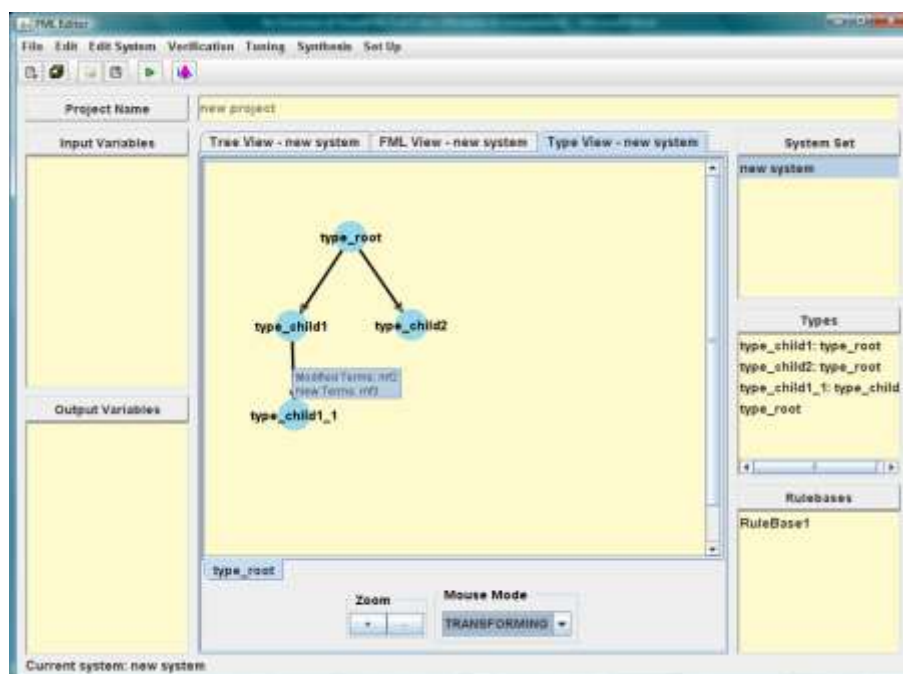 FML Editor
File Edit Edit System Verification Tuning Synthesis Set Up
Project Name
new project
Input Variables
Tree View - new system
FML View - new system
Type View - new system
System Set
new system
type_root
type_child1
type_child2
Modified Terms: mf2
New Terms: mf3
type_child1_1
Types
type_child1: type_root
type_child2: type_root
type_child1_1: type_child
type_root
Output Variables
Rulebases
RuleBase1
type_root
Zoom
+
-
Mouse Mode
TRANSFORMING
Current system: new system